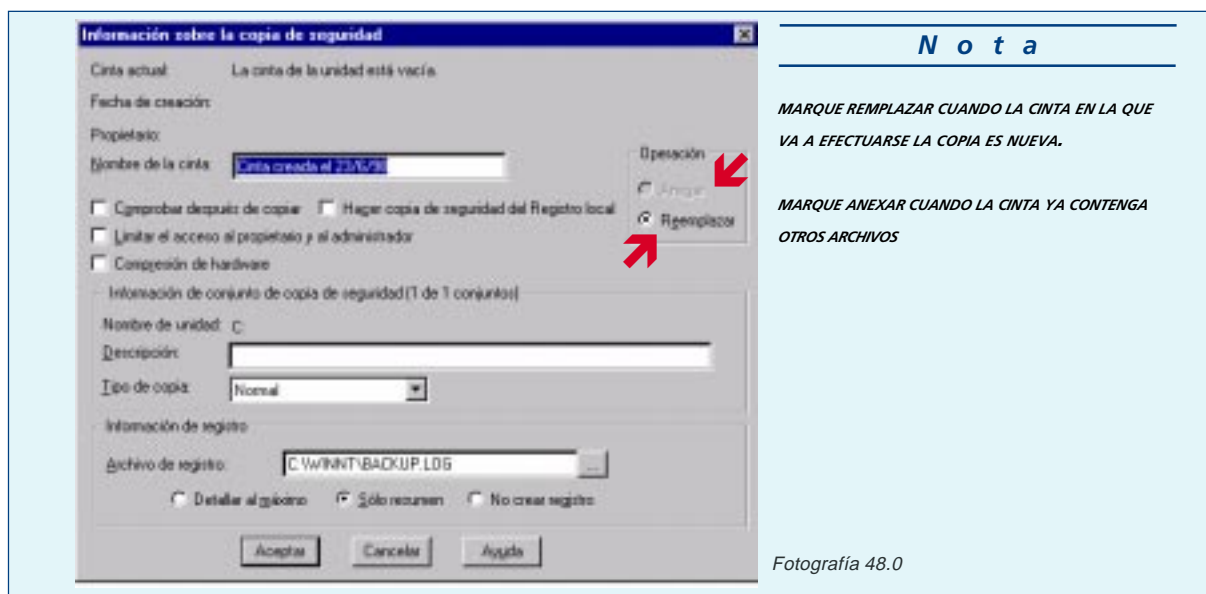 Información sobre la copia de seguridad
Cinta actual: La cinta de la unidad está vacía.
Fecha de creación:
Propietario:
Nombre de la cinta: Cinta creada el 23/6/98
Operación
Anexar
Reemplazar
Comprobar después de copiar Hacer copia de seguridad del Registro local
Limitar el acceso al propietario y al administrador
Compresión de hardware
Información de conjunto de copia de seguridad (1 de 1 conjuntos)
Nombre de unidad: C:
Descripción:
Tipo de copia: Normal
Información de registro
Archivo de registro: C:\WINNT\BACKUP.LOG ...
Detallar al máximo Sólo resumen No crear registro
Aceptar Cancelar Ayuda
Nota
MARQUE REMPLAZAR CUANDO LA CINTA EN LA QUE
VA A EFECTUARSE LA COPIA ES NUEVA.
MARQUE ANEXAR CUANDO LA CINTA YA CONTENGA
OTROS ARCHIVOS
Fotografía 48.0